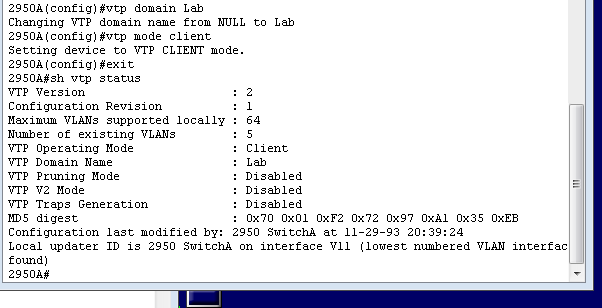 2950A(config)#vtp domain Lab
Changing VTP domain name from NULL to Lab
2950A(config)#vtp mode client
Setting device to VTP CLIENT mode.
2950A(config)#exit
2950A#sh vtp status
VTP Version                     : 2
Configuration Revision          : 1
Maximum VLANs supported locally : 64
Number of existing VLANs        : 5
VTP Operating Mode              : Client
VTP Domain Name                 : Lab
VTP Pruning Mode                : Disabled
VTP V2 Mode                     : Disabled
VTP Traps Generation            : Disabled
MD5 digest                      : 0x70 0x01 0xF2 0x72 0x97 0xA1 0x35 0xEB
Configuration last modified by: 2950 SwitchA at 11-29-93 20:39:24
Local updater ID is 2950 SwitchA on interface Vl1 (lowest numbered VLAN interfac
found)
2950A#